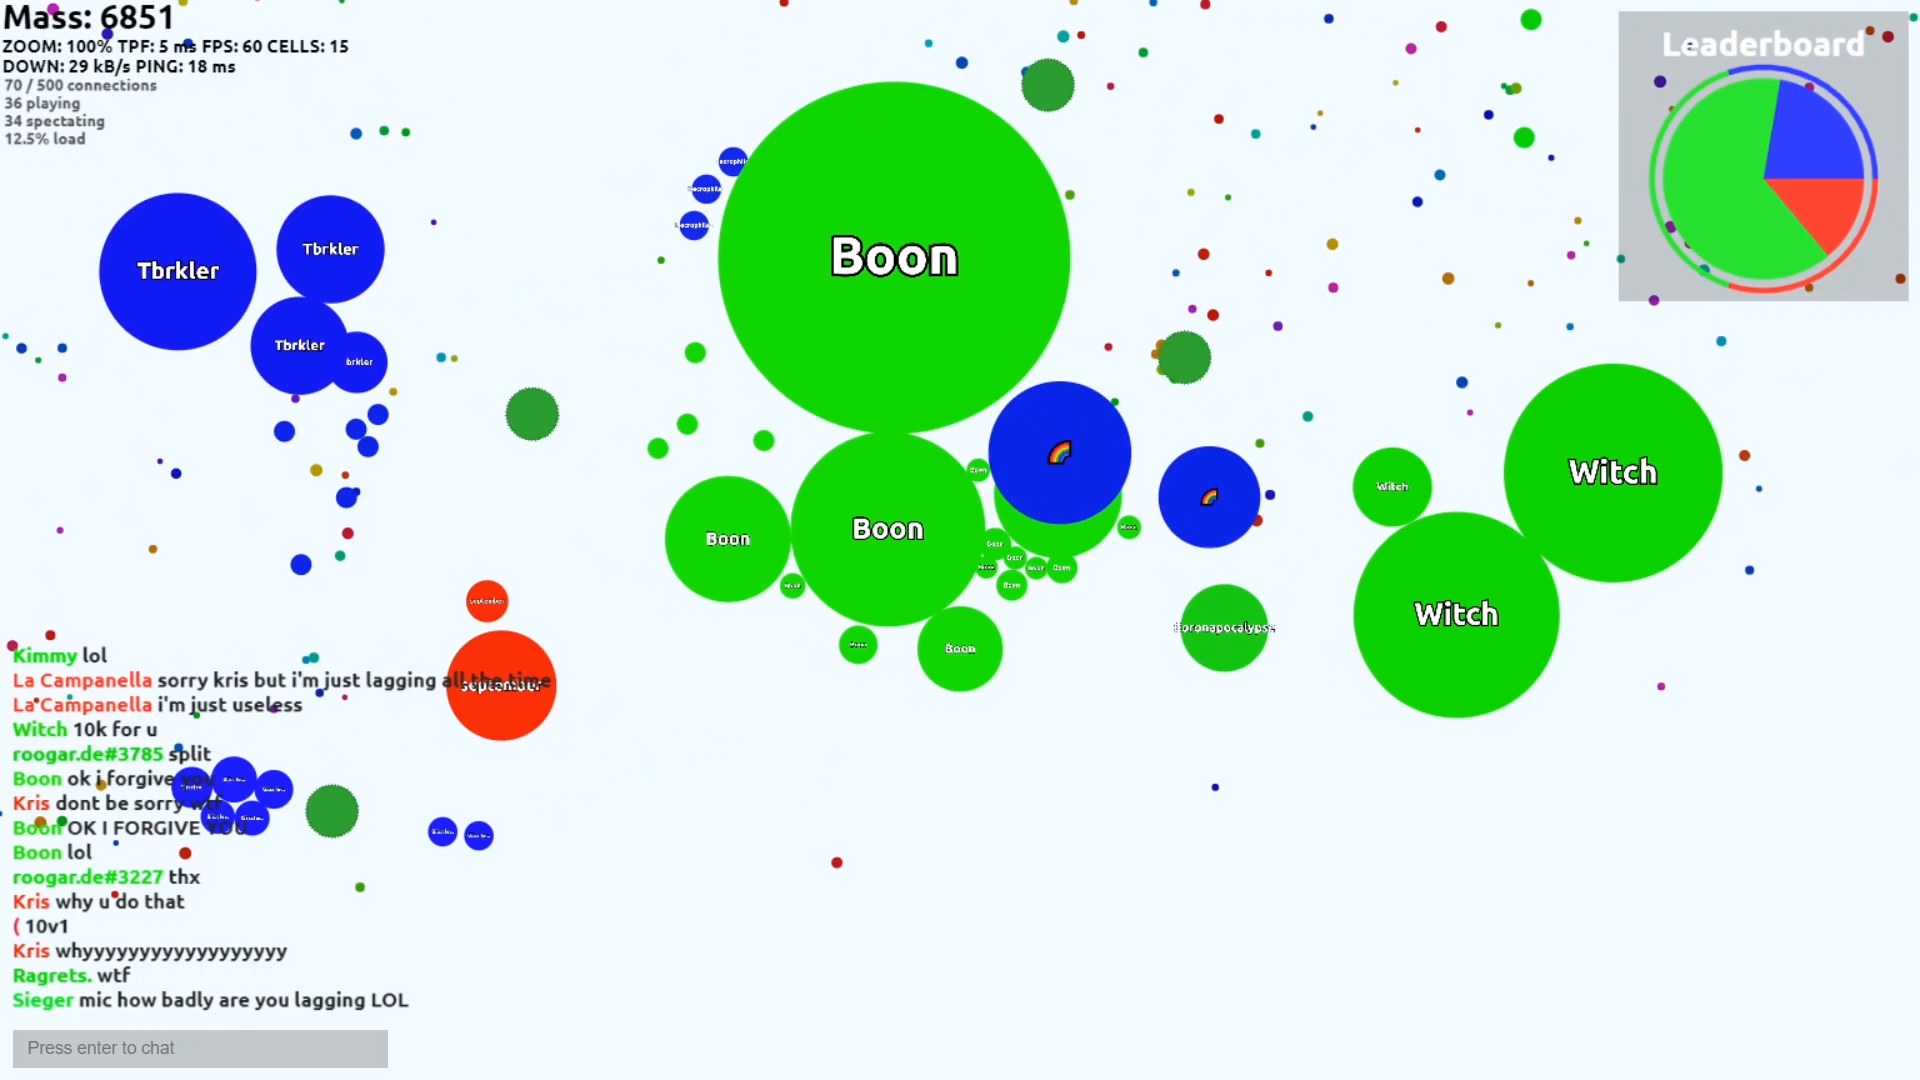 Mass: 6851
ZOOM: 100% TPF: 5 ms FPS: 60 CELLS: 15
DOWN: 29 kB/s PING: 18 ms
70 / 500 connections
36 playing
34 spectating
12.5% load
Leaderboard
Tbrkler
Tbrkler
Tbrkler
Boon
Boon
Boon
Boon
Boon
Boon
Witch
Witch
Witch
september
september
Kimmy lol
La Campanella sorry kris but i'm just lagging all the time
La Campanella i'm just useless
Witch 10k for u
roogar.de#3785 split
Boon ok i forgive you
Kris dont be sorry wtf
Boon OK I FORGIVE YOU
Boon lol
roogar.de#3227 thx
Kris why u do that
( 10v1
Kris whyyyyyyyyyyyyyyyyyy
Ragrets. wtf
Sieger mic how badly are you lagging LOL
Press enter to chat